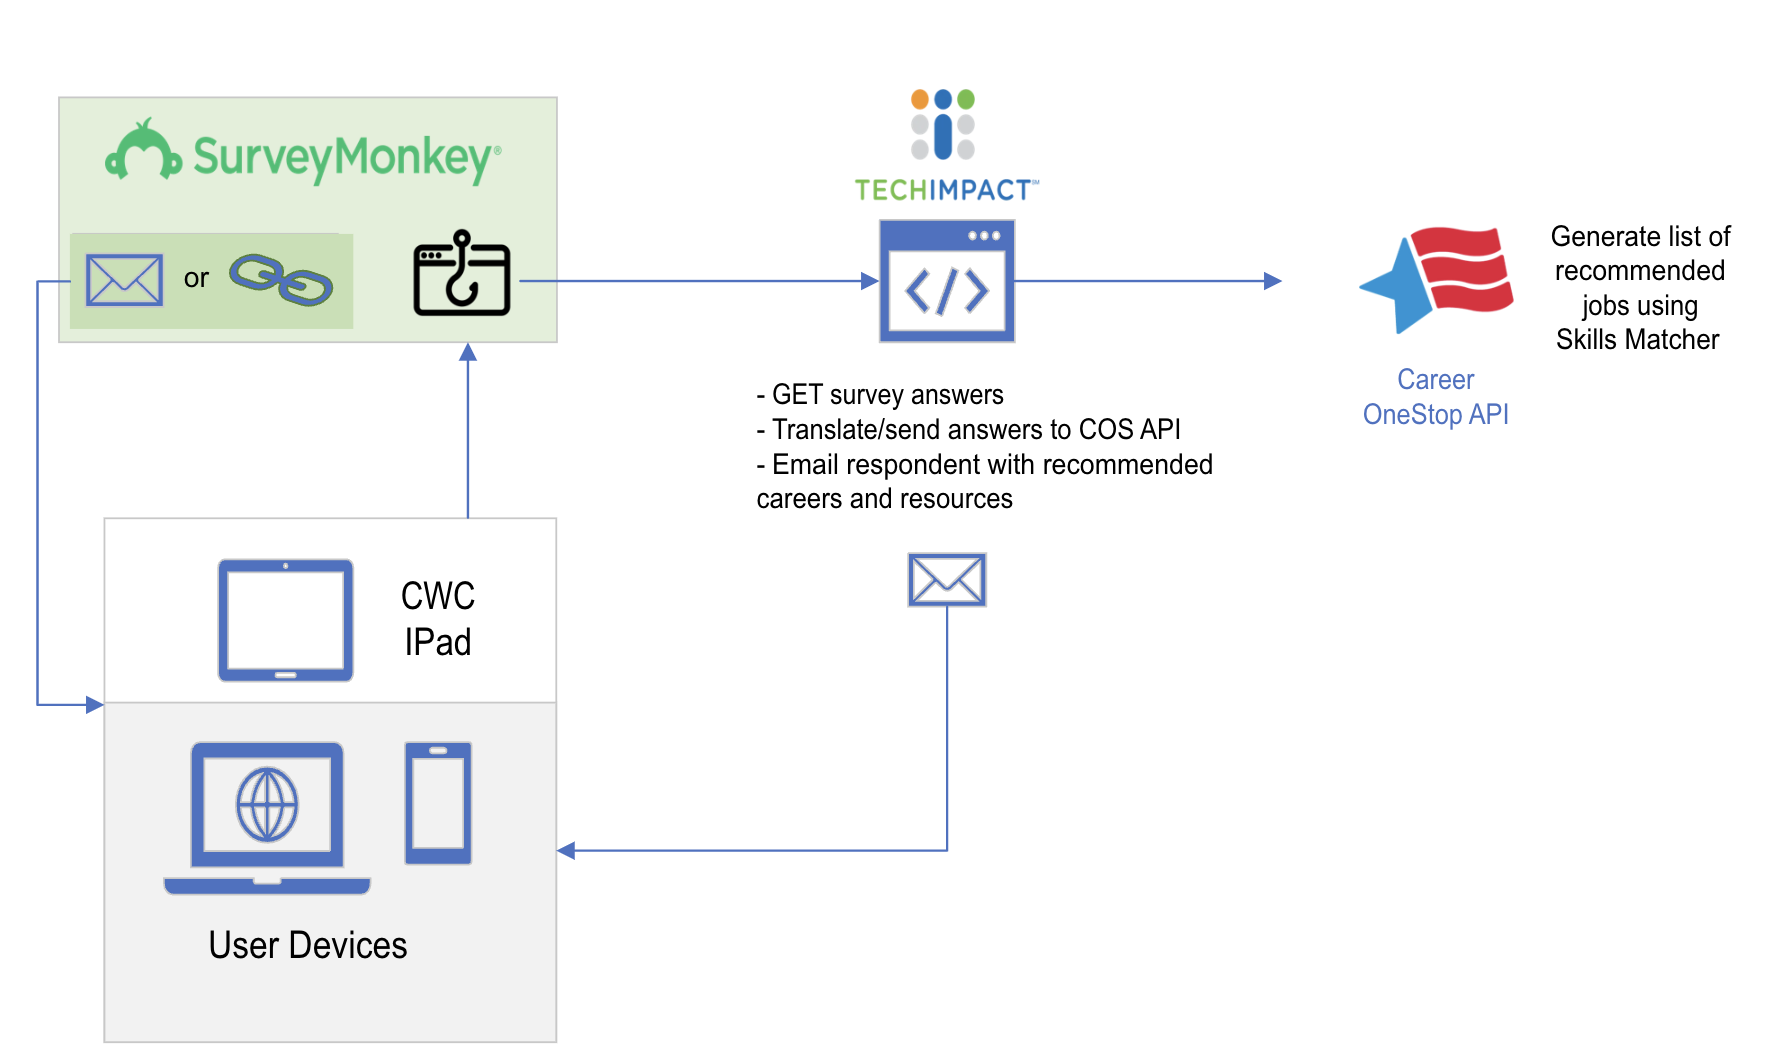 SurveyMonkey®
or
TECHIMPACT℠
- GET survey answers
- Translate/send answers to COS API
- Email respondent with recommended
careers and resources
Career
OneStop API
Generate list of
recommended
jobs using
Skills Matcher
CWC
IPad
User Devices